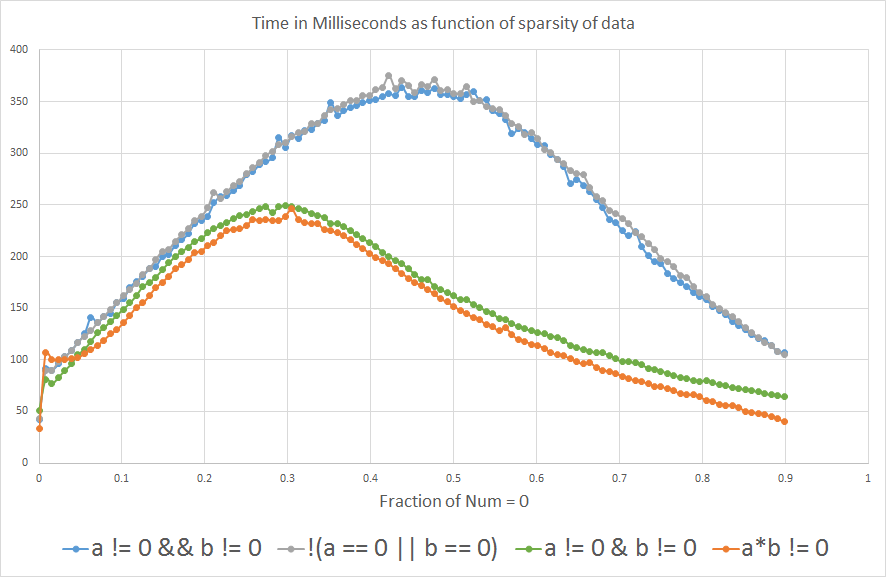 Time in Milliseconds as function of sparsity of data
400
350
300
250
200
150
100
50
0
0 0.1 0.2 0.3 0.4 0.5 0.6 0.7 0.8 0.9 1
Fraction of Num = 0
a != 0 && b != 0 !(a == 0 || b == 0) a != 0 & b != 0 a*b != 0